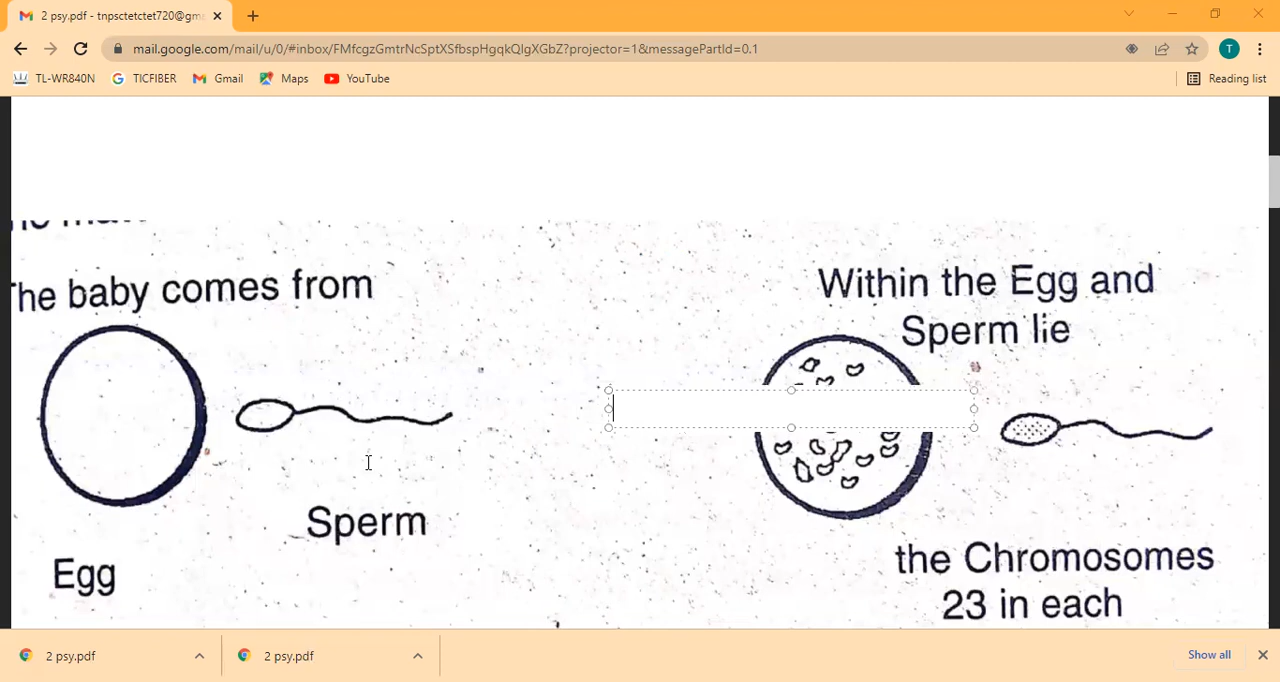 2 psy.pdf - tnpsctetctet720@gm
mail.google.com/mail/u/0/#inbox/FMfcgzGmtrNcSptXSfbspHgqkQIgXGbZ?projector=1&messagePartId=0.1
T
TL-WR840N
TICFIBER
Gmail
Maps
YouTube
Reading list
he baby comes from
Sperm
Egg
Within the Egg and
Sperm lie
the Chromosomes
23 in each
2 psy.pdf
2 psy.pdf
Show all